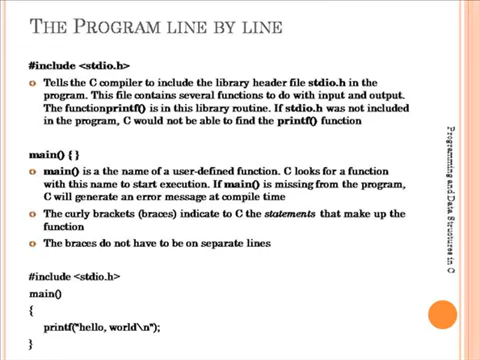 THE PROGRAM LINE BY LINE
#include <stdio.h>
Tells the C compiler to include the library header file stdio.h in the
program. This file contains several functions to do with input and output.
The functionprintf() is in this library routine. If stdio.h was not included
in the program, C would not be able to find the printf() function
main() { }
main() is a the name of a user-defined function. C looks for a function
with this name to start execution. If main() is missing from the program,
C will generate an error message at compile time
The curly brackets (braces) indicate to C the statements that make up the
function
The braces do not have to be on separate lines
#include <stdio.h>
main()
{
printf("hello, world\n");
}
Programming and Data Structures in C